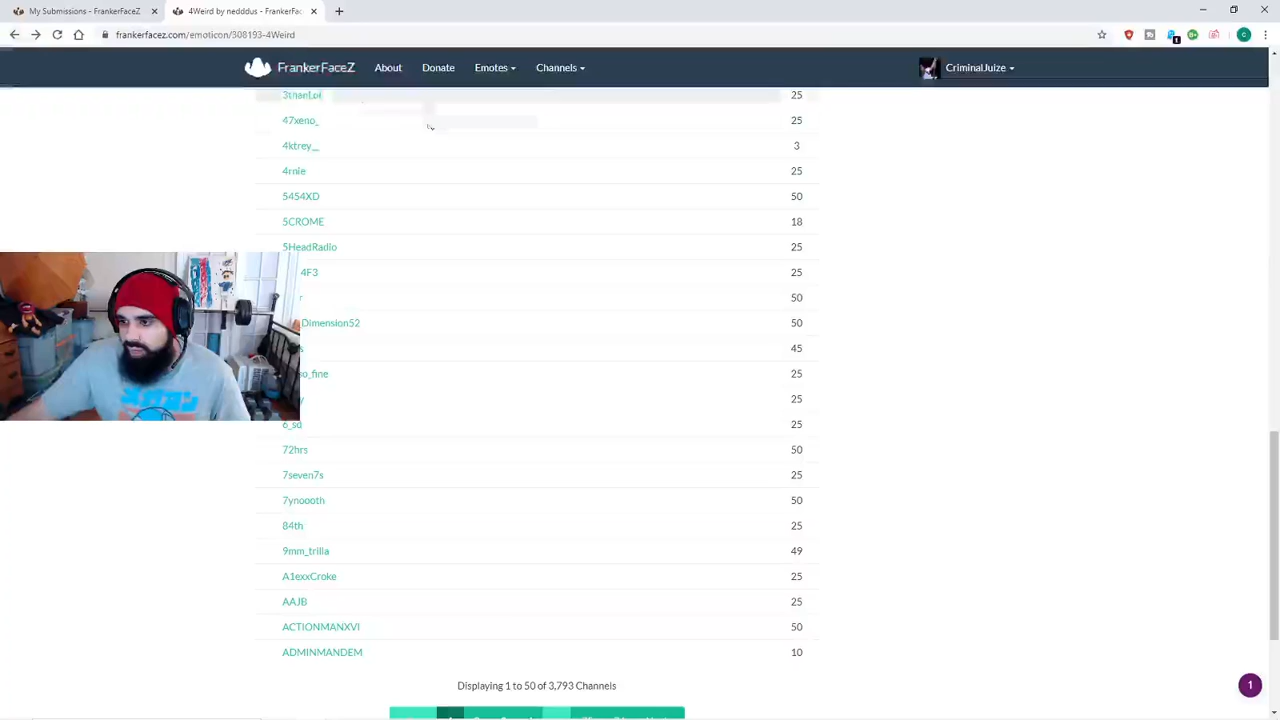 My Submissions - FrankerFaceZ
4Weird by nedddus - FrankerFac
frankerfacez.com/emoticon/308193-4Weird
FrankerFaceZ About Donate Emotes Channels CriminalJuize
25
47xeno_ 25
4ktrey__ 3
4rnie 25
5454XD 50
5CROME 18
5HeadRadio 25
4F3 25
r 50
Dimension52 50
45
o_fine 25
25
6_sd 25
72hrs 50
7seven7s 25
7ynoooth 50
84th 25
9mm_trilla 49
A1exxCroke 25
AAJB 25
ACTIONMANXVI 50
ADMINMANDEM 10
Displaying 1 to 50 of 3,793 Channels
1